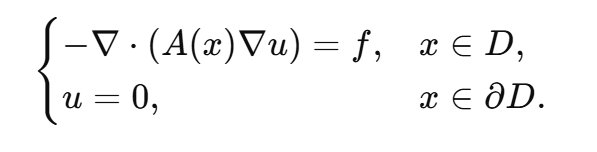 −∇ · (A(x)∇u) = f, x ∈ D,
u = 0, x ∈ ∂D.